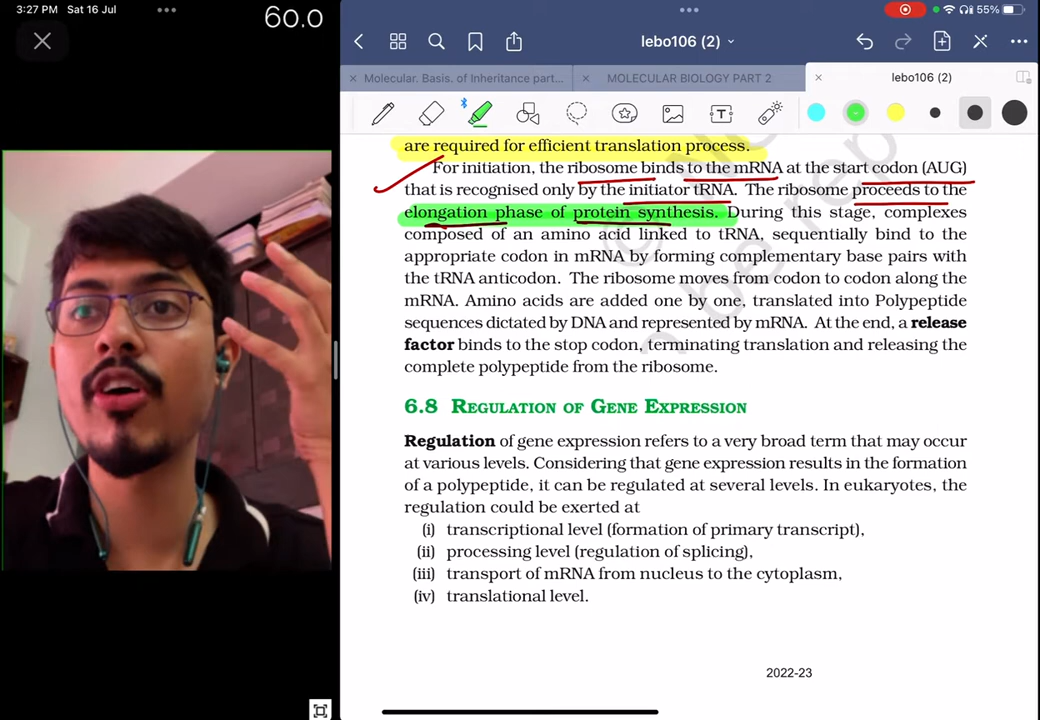 3:27 PM Sat 16 Jul
60.0
55%
lebo106 (2)
Molecular. Basis. of Inheritance part...
MOLECULAR BIOLOGY PART 2
lebo106 (2)
are required for efficient translation process.
For initiation, the ribosome binds to the mRNA at the start codon (AUG)
that is recognised only by the initiator tRNA. The ribosome proceeds to the
elongation phase of protein synthesis. During this stage, complexes
composed of an amino acid linked to tRNA, sequentially bind to the
appropriate codon in mRNA by forming complementary base pairs with
the tRNA anticodon. The ribosome moves from codon to codon along the
mRNA. Amino acids are added one by one, translated into Polypeptide
sequences dictated by DNA and represented by mRNA. At the end, a release
factor binds to the stop codon, terminating translation and releasing the
complete polypeptide from the ribosome.
6.8 REGULATION OF GENE EXPRESSION
Regulation of gene expression refers to a very broad term that may occur
at various levels. Considering that gene expression results in the formation
of a polypeptide, it can be regulated at several levels. In eukaryotes, the
regulation could be exerted at
(i) transcriptional level (formation of primary transcript),
(ii) processing level (regulation of splicing),
(iii) transport of mRNA from nucleus to the cytoplasm,
(iv) translational level.
2022-23